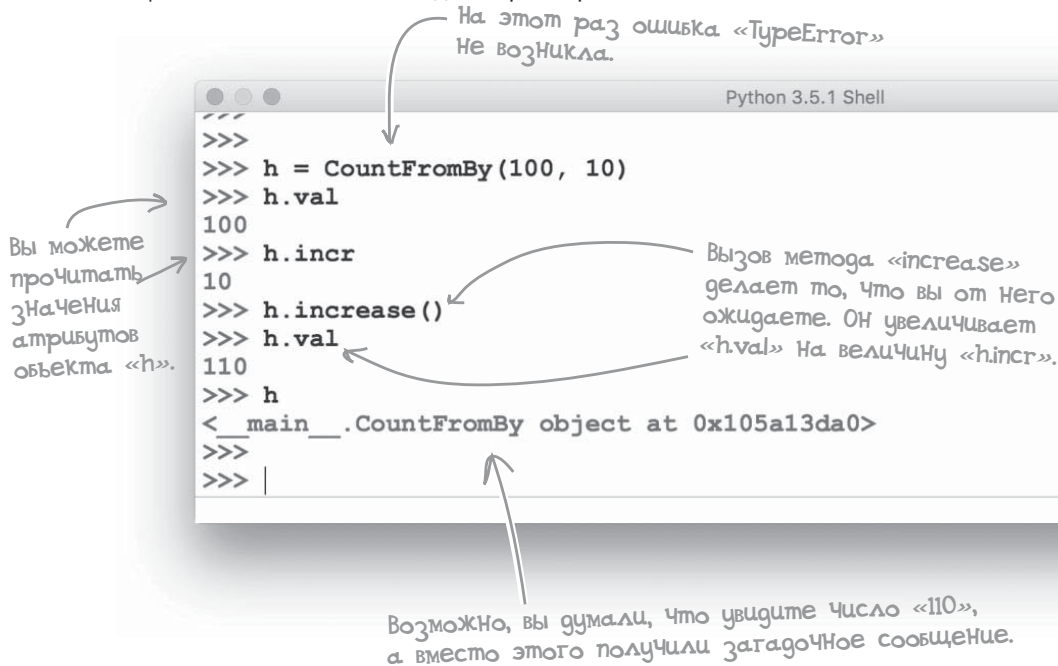 На этот раз ошибка «TypeError»
не возникла.
Python 3.5.1 Shell
>>>
>>> h = CountFromBy(100, 10)
>>> h.val
100
>>> h.incr
10
>>> h.increase()
>>> h.val
110
>>> h
<__main__.CountFromBy object at 0x105a13da0>
>>>
>>>
Вы можете
прочитать
значения
атрибутов
объекта «h».
Вызов метода «increase»
делает то, что вы от него
ожидаете. Он увеличивает
«h.val» на величину «h.incr».
Возможно, вы думали, что увидите число «110»,
а вместо этого получили загадочное сообщение.